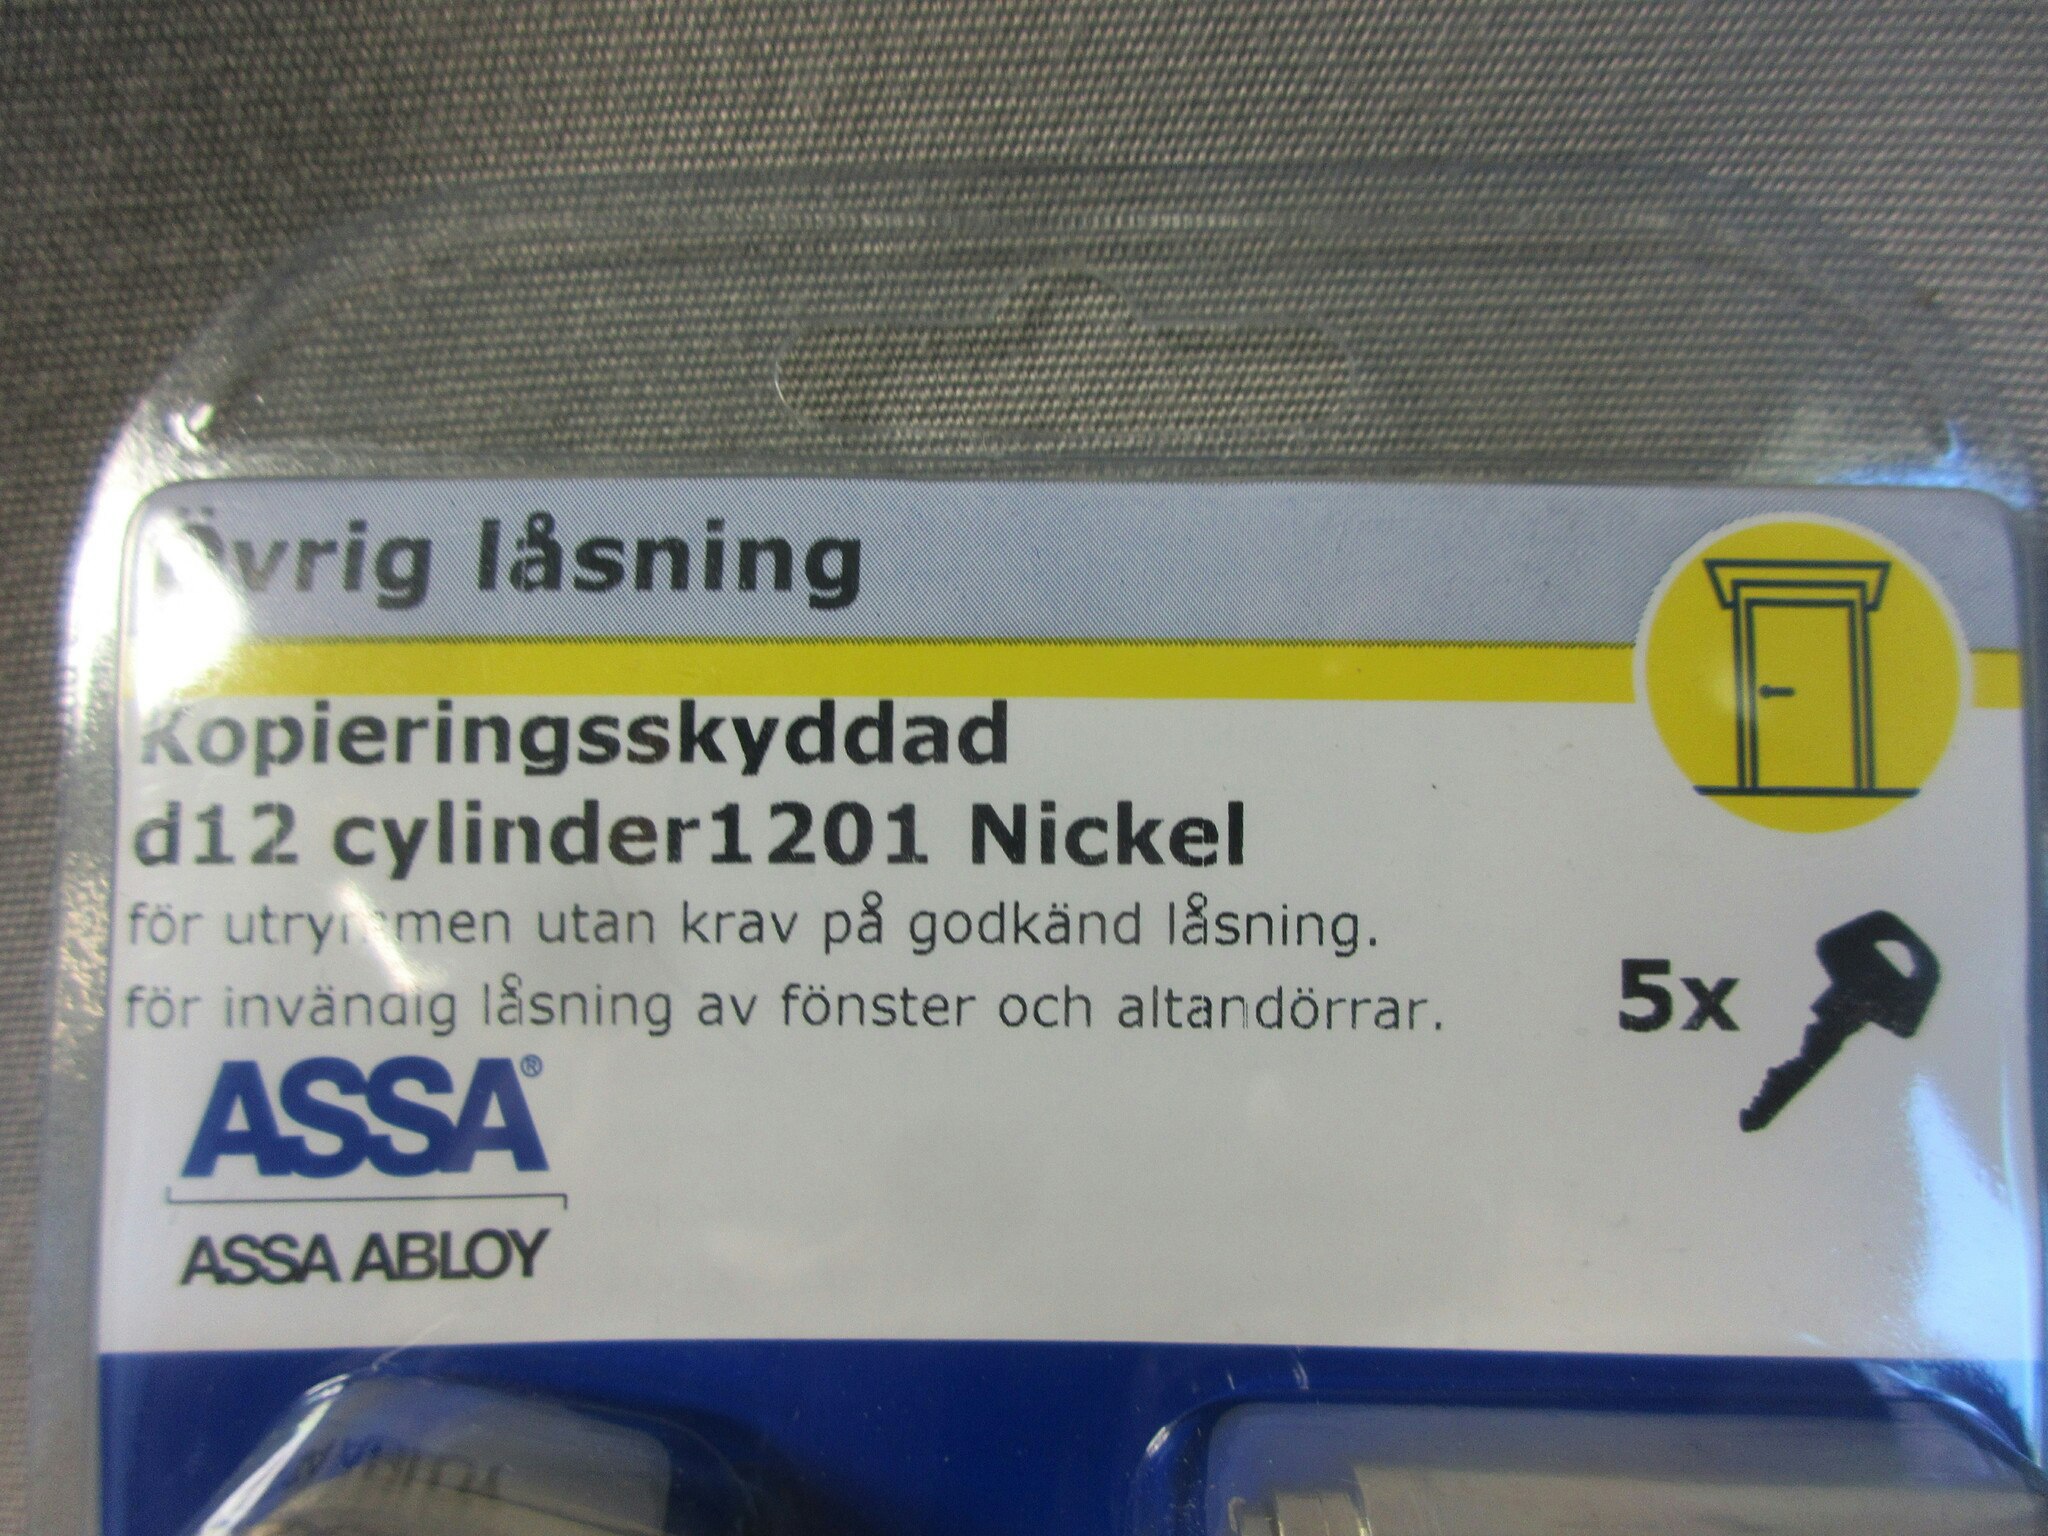 Övrig låsning
Kopieringsskyddad
d12 cylinder1201 Nickel
för utrymmen utan krav på godkänd låsning.
för invändig låsning av fönster och altandörrar.
5x
ASSA®
ASSA ABLOY